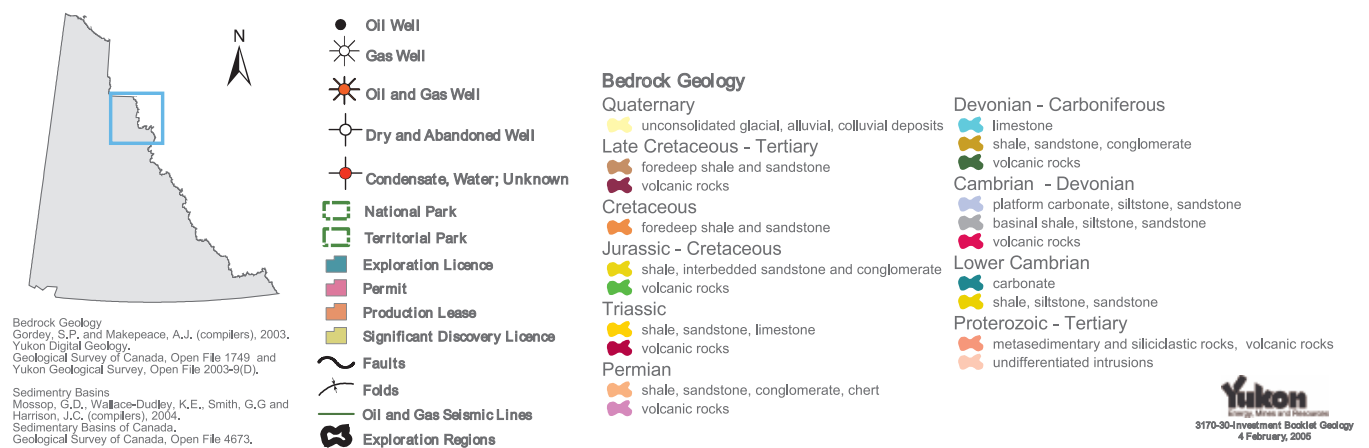 N
Bedrock Geology
Gordey, S.P. and Makepeace, A.J. (compilers), 2003.
Yukon Digital Geology.
Geological Survey of Canada, Open File 1749 and
Yukon Geological Survey, Open File 2003-9(D).
Sedimentry Basins
Mossop, G.D., Wallace-Dudley, K.E., Smith, G.G and
Harrison, J.C. (compilers), 2004.
Sedimentary Basins of Canada.
Geological Survey of Canada, Open File 4673.
Oil Well
Gas Well
Oil and Gas Well
Dry and Abandoned Well
Condensate, Water; Unknown
National Park
Territorial Park
Exploration Licence
Permit
Production Lease
Significant Discovery Licence
Faults
Folds
Oil and Gas Seismic Lines
Exploration Regions
Bedrock Geology
Quaternary
unconsolidated glacial, alluvial, colluvial deposits
Late Cretaceous - Tertiary
foredeep shale and sandstone
volcanic rocks
Cretaceous
foredeep shale and sandstone
Jurassic - Cretaceous
shale, interbedded sandstone and conglomerate
volcanic rocks
Triassic
shale, sandstone, limestone
volcanic rocks
Permian
shale, sandstone, conglomerate, chert
volcanic rocks
Devonian - Carboniferous
limestone
shale, sandstone, conglomerate
volcanic rocks
Cambrian - Devonian
platform carbonate, siltstone, sandstone
basinal shale, siltstone, sandstone
volcanic rocks
Lower Cambrian
carbonate
shale, siltstone, sandstone
Proterozoic - Tertiary
metasedimentary and siliciclastic rocks, volcanic rocks
undifferentiated intrusions
Yukon
Energy, Mines and Resources
3170-30-Investment Booklet Geology
4 February, 2005